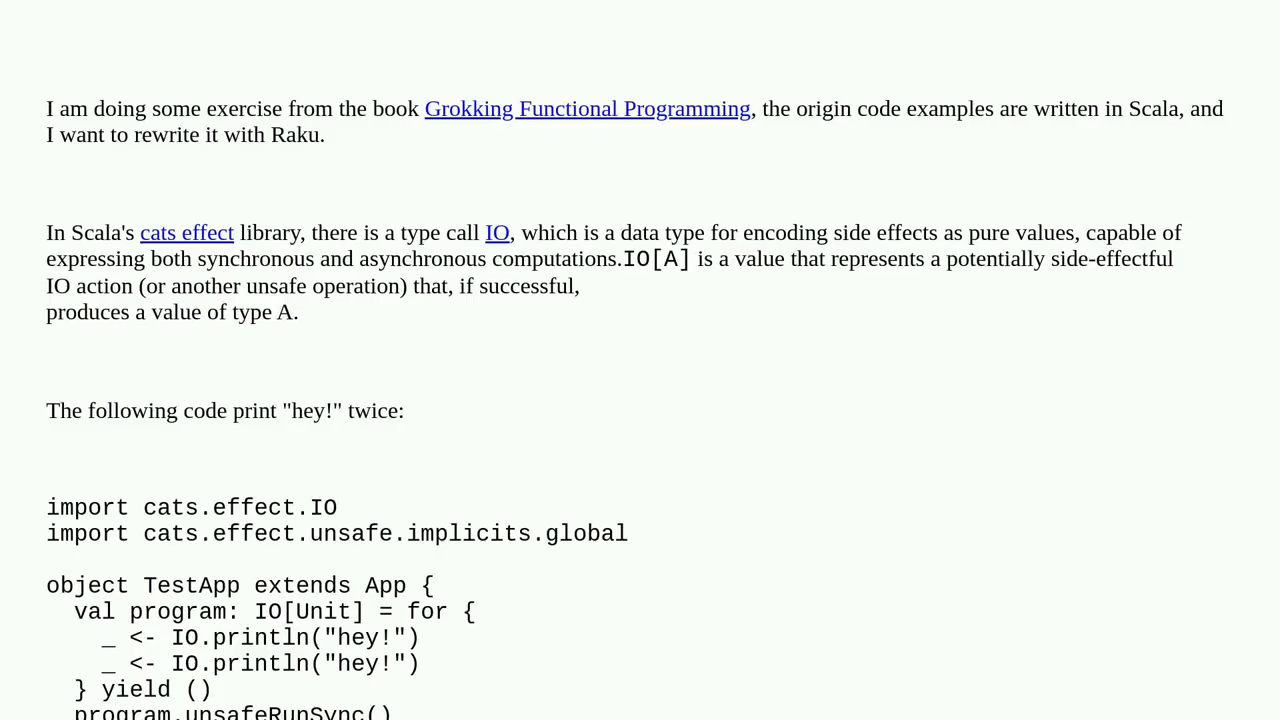 I am doing some exercise from the book Grokking Functional Programming, the origin code examples are written in Scala, and
I want to rewrite it with Raku.
In Scala's cats effect library, there is a type call IO, which is a data type for encoding side effects as pure values, capable of
expressing both synchronous and asynchronous computations.IO[A] is a value that represents a potentially side-effectful
IO action (or another unsafe operation) that, if successful,
produces a value of type A.
The following code print "hey!" twice:
import cats.effect.IO
import cats.effect.unsafe.implicits.global
object TestApp extends App {
  val program: IO[Unit] = for {
    _ <- IO.println("hey!")
    _ <- IO.println("hey!")
  } yield ()
  program.unsafeRunSync()